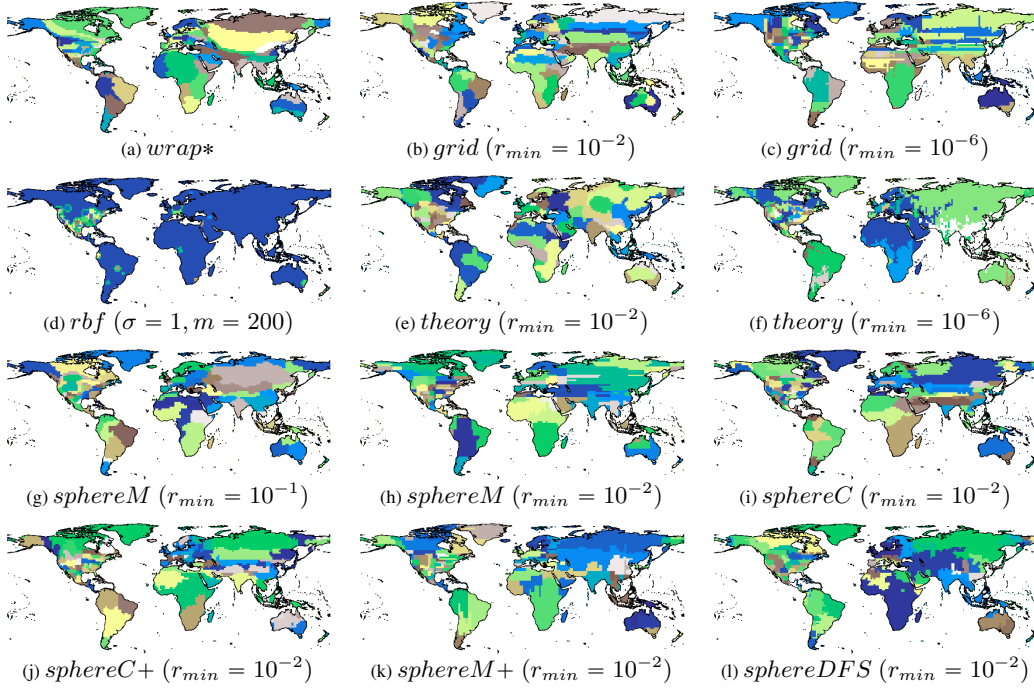 (a) wrap*
(b) grid (r_min = 10^-2)
(c) grid (r_min = 10^-6)
(d) rbf (σ = 1, m = 200)
(e) theory (r_min = 10^-2)
(f) theory (r_min = 10^-6)
(g) sphereM (r_min = 10^-1)
(h) sphereM (r_min = 10^-2)
(i) sphereC (r_min = 10^-2)
(j) sphereC+ (r_min = 10^-2)
(k) sphereM+ (r_min = 10^-2)
(l) sphereDFS (r_min = 10^-2)